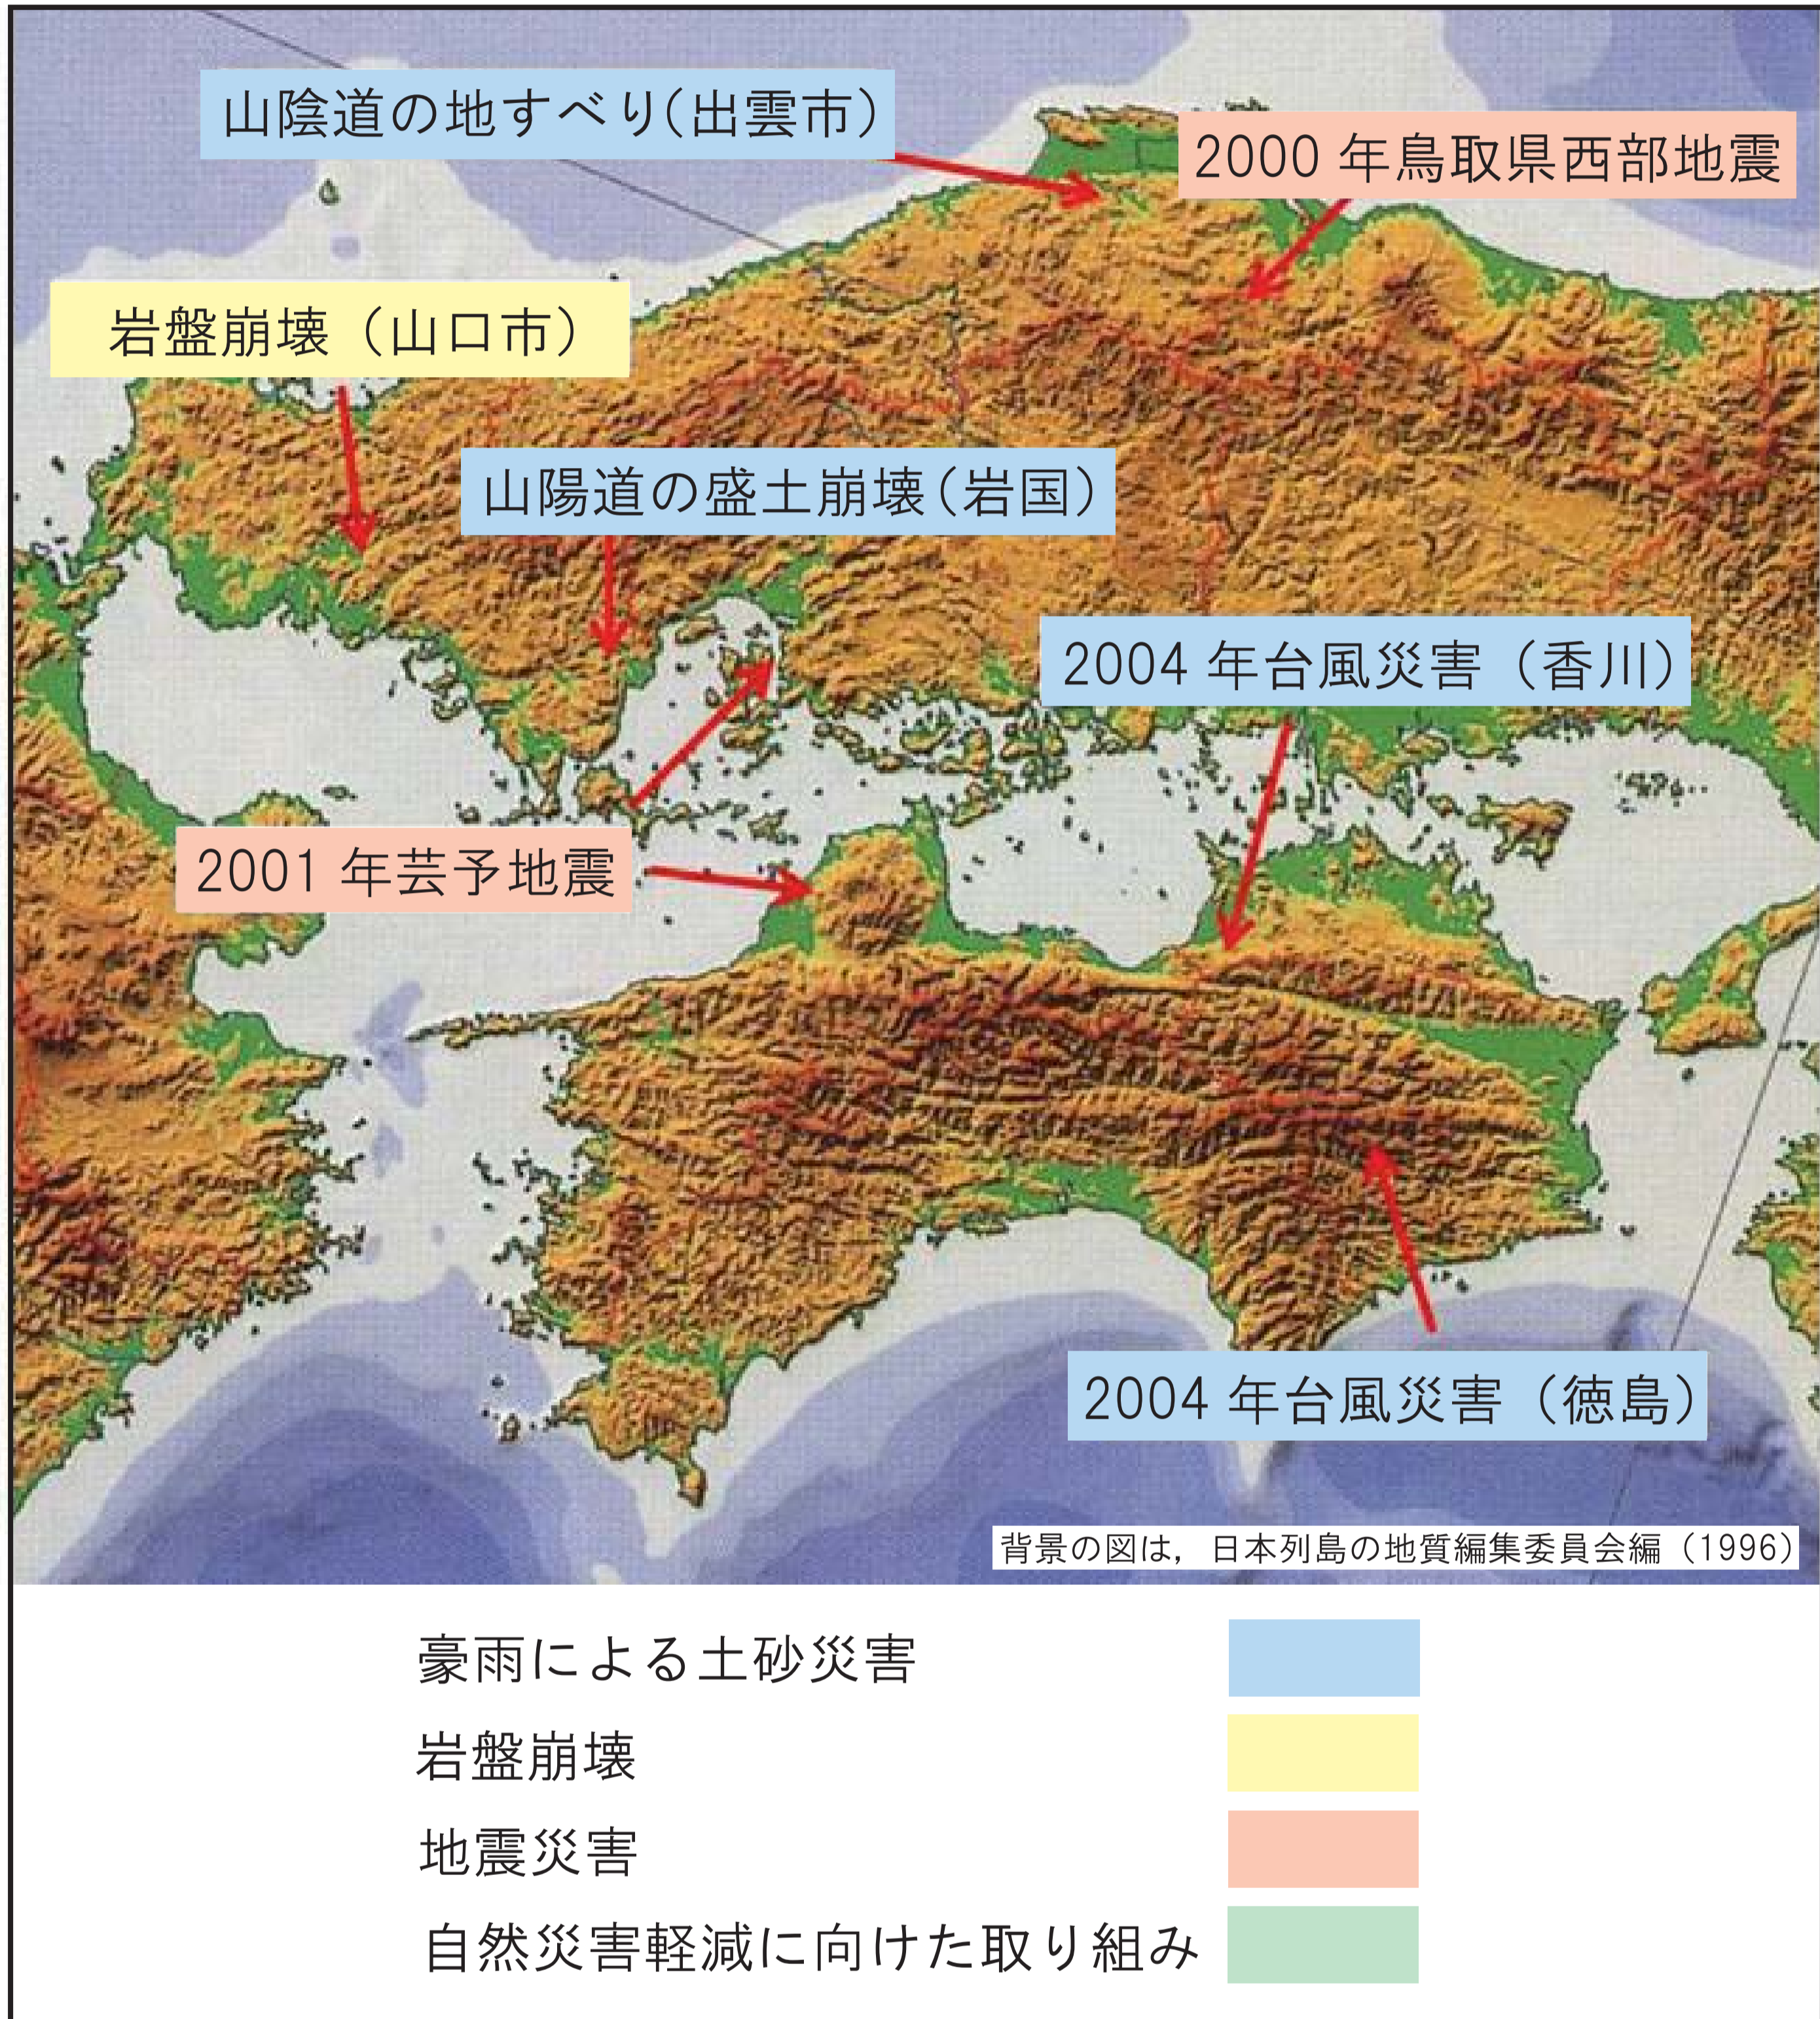 山陰道の地すべり(出雲市)
2000 年鳥取県西部地震
岩盤崩壊（山口市）
山陽道の盛土崩壊(岩国)
2004 年台風災害（香川）
2001 年芸予地震
2004 年台風災害（徳島）
背景の図は，日本列島の地質編集委員会編（1996）
豪雨による土砂災害
岩盤崩壊
地震災害
自然災害軽減に向けた取り組み